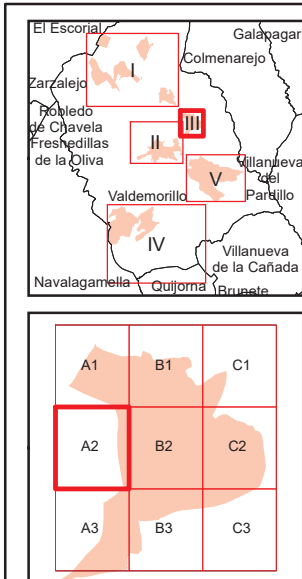 El Escorial
Galapagar
I
Colmenarejo
Zarzalejo
Robledo
de Chavela
III
Freshedillas
de la Oliva
II
Villanueva
del
Pardillo
V
Valdemorillo
IV
Villanueva
de la Cañada
Navalagamella
Quijorna
Brunete
A1 B1 C1
A2 B2 C2
A3 B3 C3